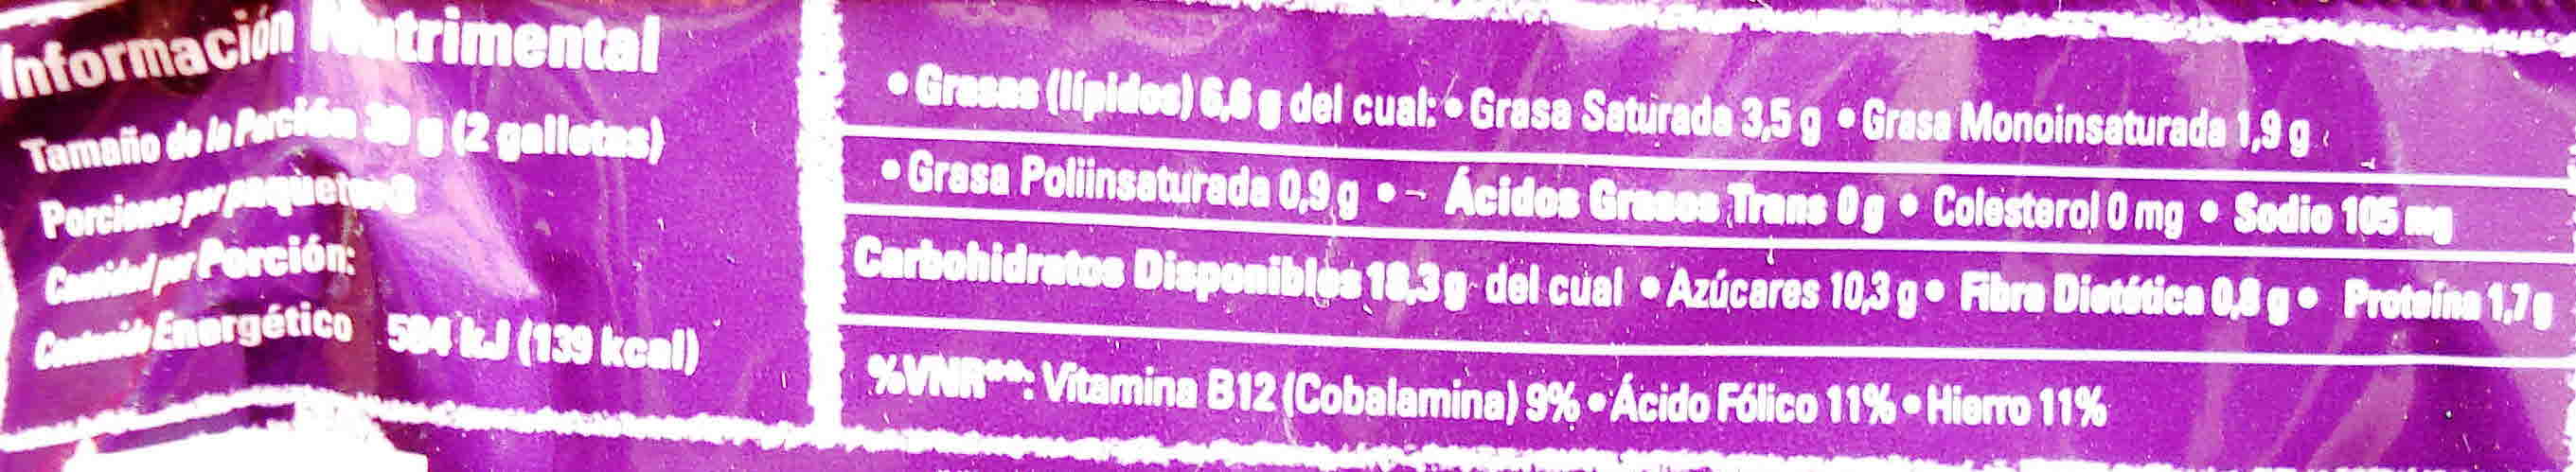 Información Nutrimental
Tamaño de la Porción 30 g (2 galletas)
Porciones por paquete:
Cantidad por Porción:
Contenido Energético 584 kJ (139 kcal)
• Grasas (lípidos) 6,6 g del cual: • Grasa Saturada 3,5 g • Grasa Monoinsaturada 1,9 g
• Grasa Poliinsaturada 0,9 g • - Ácidos Grasos Trans 0 g • Colesterol 0 mg • Sodio 105 mg
Carbohidratos Disponibles 18,3 g del cual • Azúcares 10,3 g • Fibra Dietética 0,8 g • Proteína 1,7 g
%VNR**: Vitamina B12 (Cobalamina) 9% • Ácido Fólico 11% • Hierro 11%